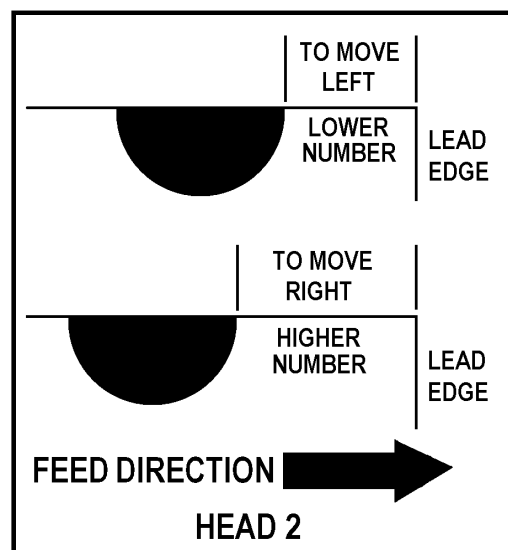 TO MOVE
LEFT
LOWER
NUMBER
LEAD
EDGE
TO MOVE
RIGHT
HIGHER
NUMBER
LEAD
EDGE
FEED DIRECTION
HEAD 2